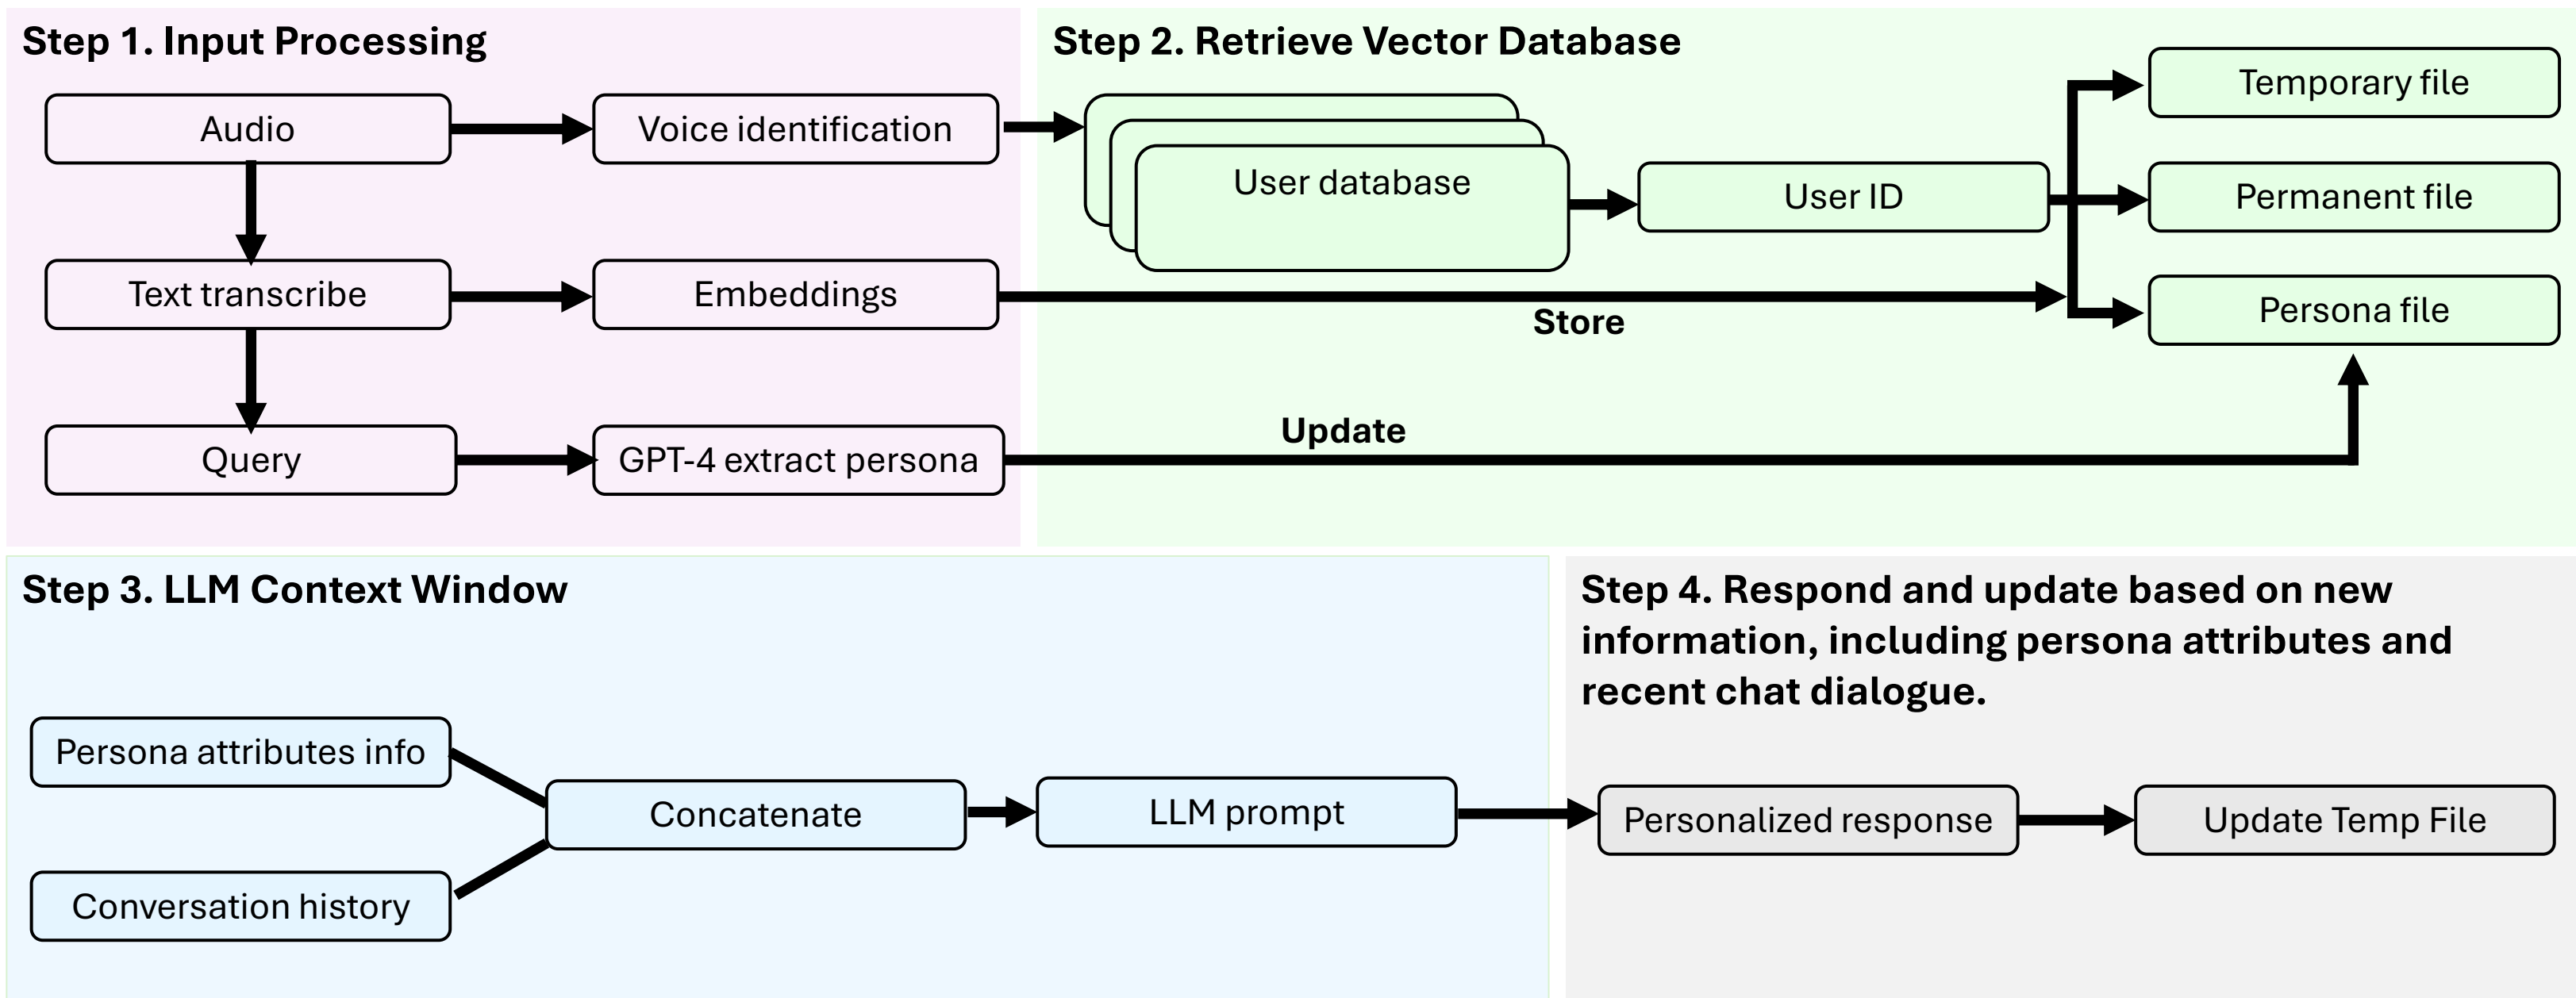 Step 1. Input Processing
Audio
Voice identification
Text transcribe
Embeddings
Query
GPT-4 extract persona
Step 2. Retrieve Vector Database
User database
User ID
Temporary file
Permanent file
Persona file
Store
Update
Step 3. LLM Context Window
Persona attributes info
Conversation history
Concatenate
LLM prompt
Step 4. Respond and update based on new
information, including persona attributes and
recent chat dialogue.
Personalized response
Update Temp File